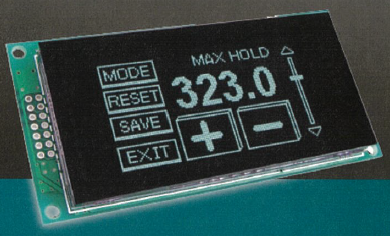 MODE
RESET
SAVE
EXIT
MAX HOLD
323.0
+ -